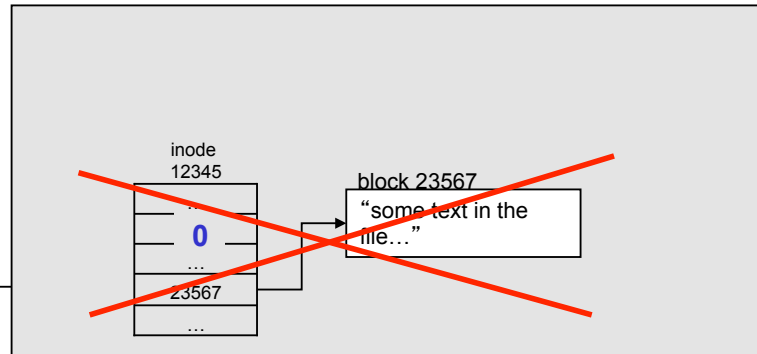 inode
12345
…
0
…
23567
…
block 23567
“some text in the
file…”